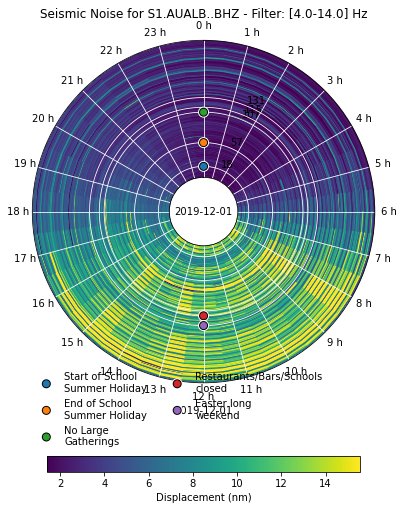 Seismic Noise for S1.AUALB..BHZ - Filter: [4.0-14.0] Hz
0 h
23 h
1 h
22 h
2 h
21 h
3 h
20 h
4 h
19 h
5 h
18 h
6 h
17 h
7 h
16 h
8 h
15 h
9 h
14 h
10 h
13 h
11 h
12 h
131
57
2019-12-01
2019-12-01
Start of School
Summer Holiday
End of School
Summer Holiday
No Large
Gatherings
Restaurants/Bars/Schools
closed
Easter long
weekend
2
4
6
8
10
12
14
Displacement (nm)